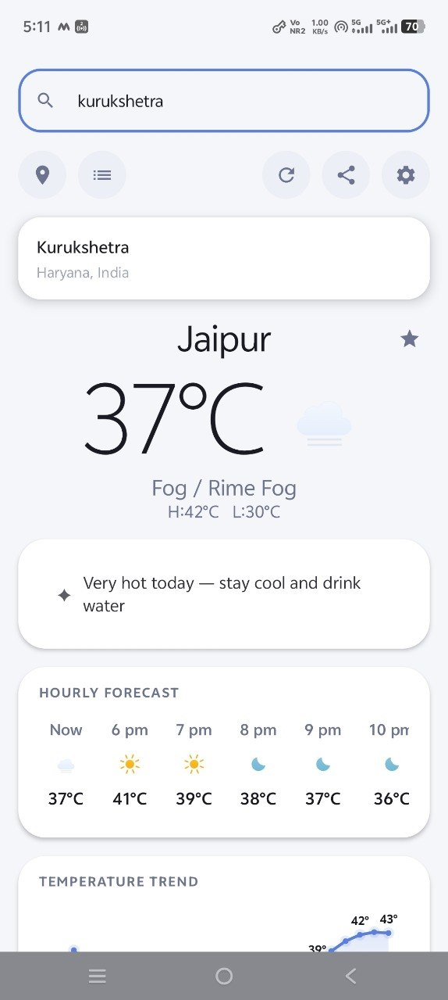 5:11 Vo NR2 1.00 KB/s 5G 5G+ 70
kurukshetra
Kurukshetra
Haryana, India
Jaipur
37°C
Fog / Rime Fog
H:42°C L:30°C
Very hot today — stay cool and drink
water
HOURLY FORECAST
Now 6 pm 7 pm 8 pm 9 pm 10 pm
37°C 41°C 39°C 38°C 37°C 36°C
TEMPERATURE TREND
42° 43°
39°